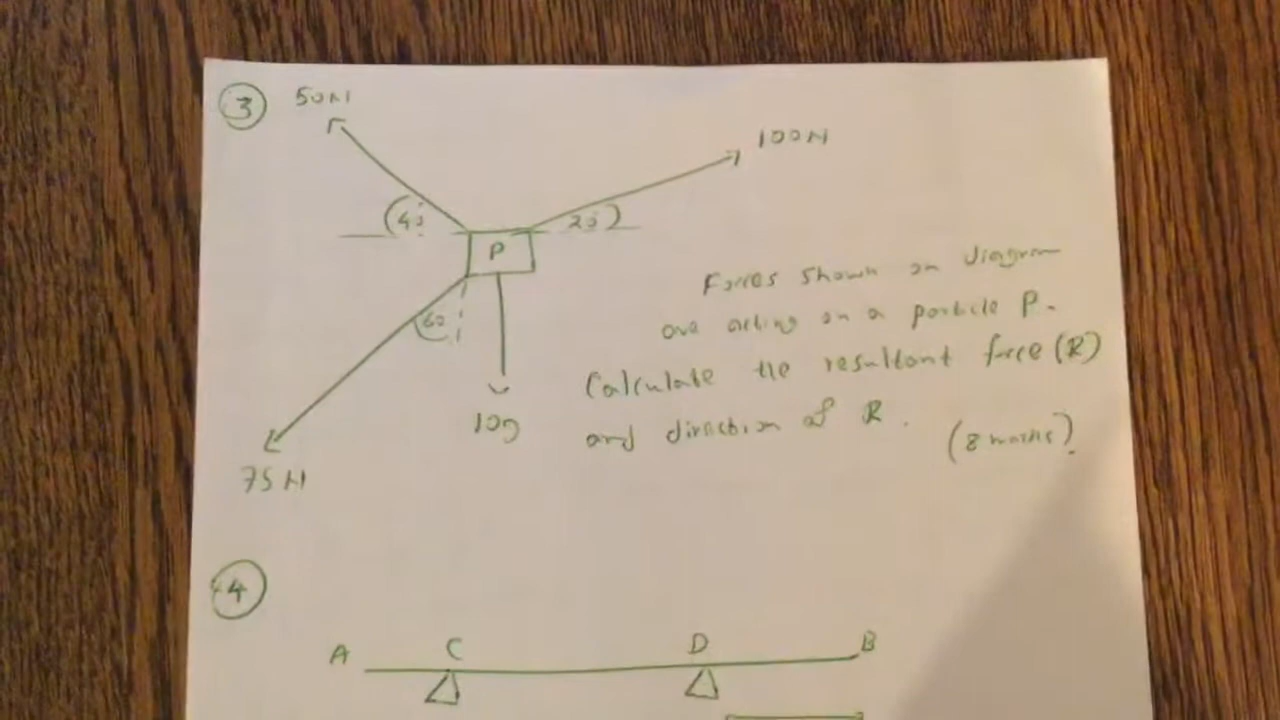 3
50N
100N
40
20
P
60
10g
75N
Forces shown on diagram
are acting on a particle P.
Calculate the resultant force (R)
and direction of R.
(8 marks).
4
A C D B